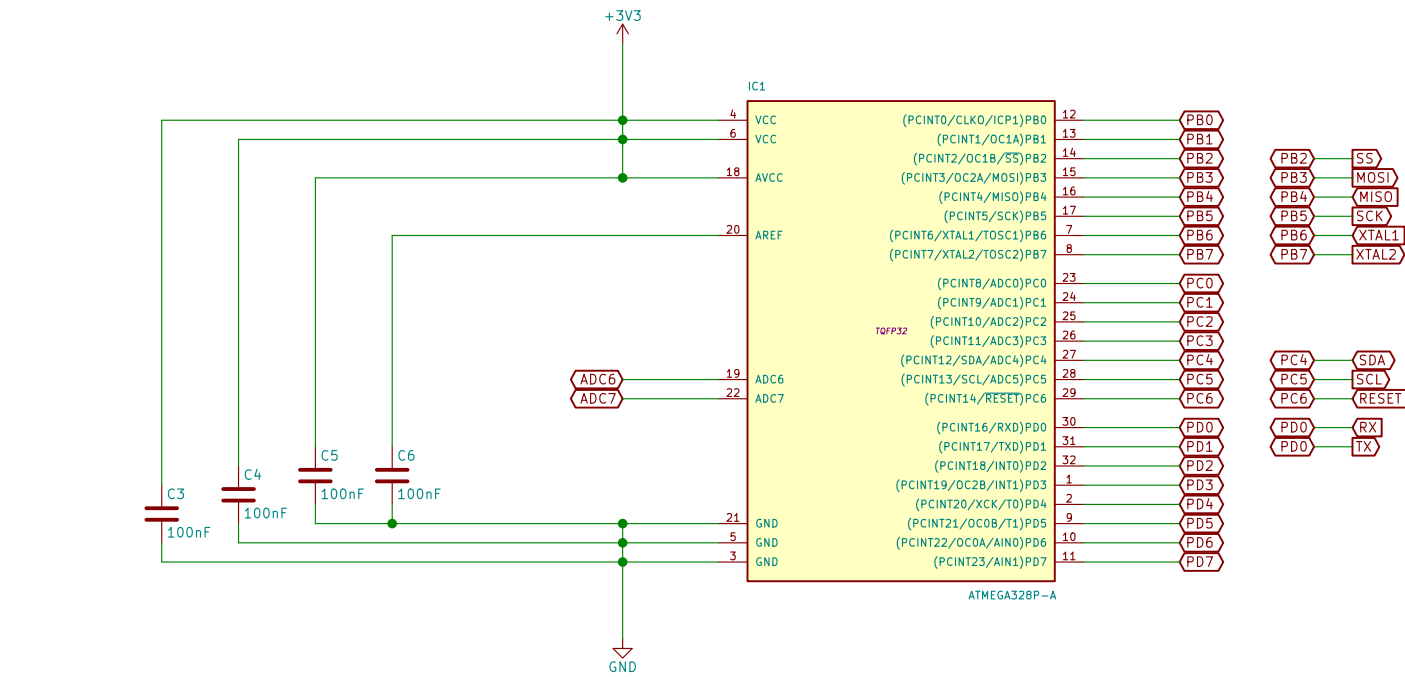 +3V3
IC1
4 VCC (PCINT0/CLKO/ICP1)PB0 12 PB0
6 VCC (PCINT1/OC1A)PB1 13 PB1
(PCINT2/OC1B/SS)PB2 14 PB2 PB2 SS
18 AVCC (PCINT3/OC2A/MOSI)PB3 15 PB3 PB3 MOSI
(PCINT4/MISO)PB4 16 PB4 PB4 MISO
(PCINT5/SCK)PB5 17 PB5 PB5 SCK
20 AREF (PCINT6/XTAL1/TOSC1)PB6 7 PB6 PB6 XTAL1
(PCINT7/XTAL2/TOSC2)PB7 8 PB7 PB7 XTAL2
(PCINT8/ADC0)PC0 23 PC0
(PCINT9/ADC1)PC1 24 PC1
(PCINT10/ADC2)PC2 25 PC2
TQFP32
(PCINT11/ADC3)PC3 26 PC3
(PCINT12/SDA/ADC4)PC4 27 PC4 PC4 SDA
ADC6 19 ADC6 (PCINT13/SCL/ADC5)PC5 28 PC5 PC5 SCL
ADC7 22 ADC7 (PCINT14/RESET)PC6 29 PC6 PC6 RESET
(PCINT16/RXD)PD0 30 PD0 PD0 RX
(PCINT17/TXD)PD1 31 PD1 PD0 TX
C5 C6
(PCINT18/INT0)PD2 32 PD2
C4
(PCINT19/OC2B/INT1)PD3 1 PD3
C3 100nF 100nF
(PCINT20/XCK/T0)PD4 2 PD4
100nF
21 GND (PCINT21/OC0B/T1)PD5 9 PD5
100nF
5 GND (PCINT22/OC0A/AIN0)PD6 10 PD6
3 GND (PCINT23/AIN1)PD7 11 PD7
ATMEGA328P-A
GND